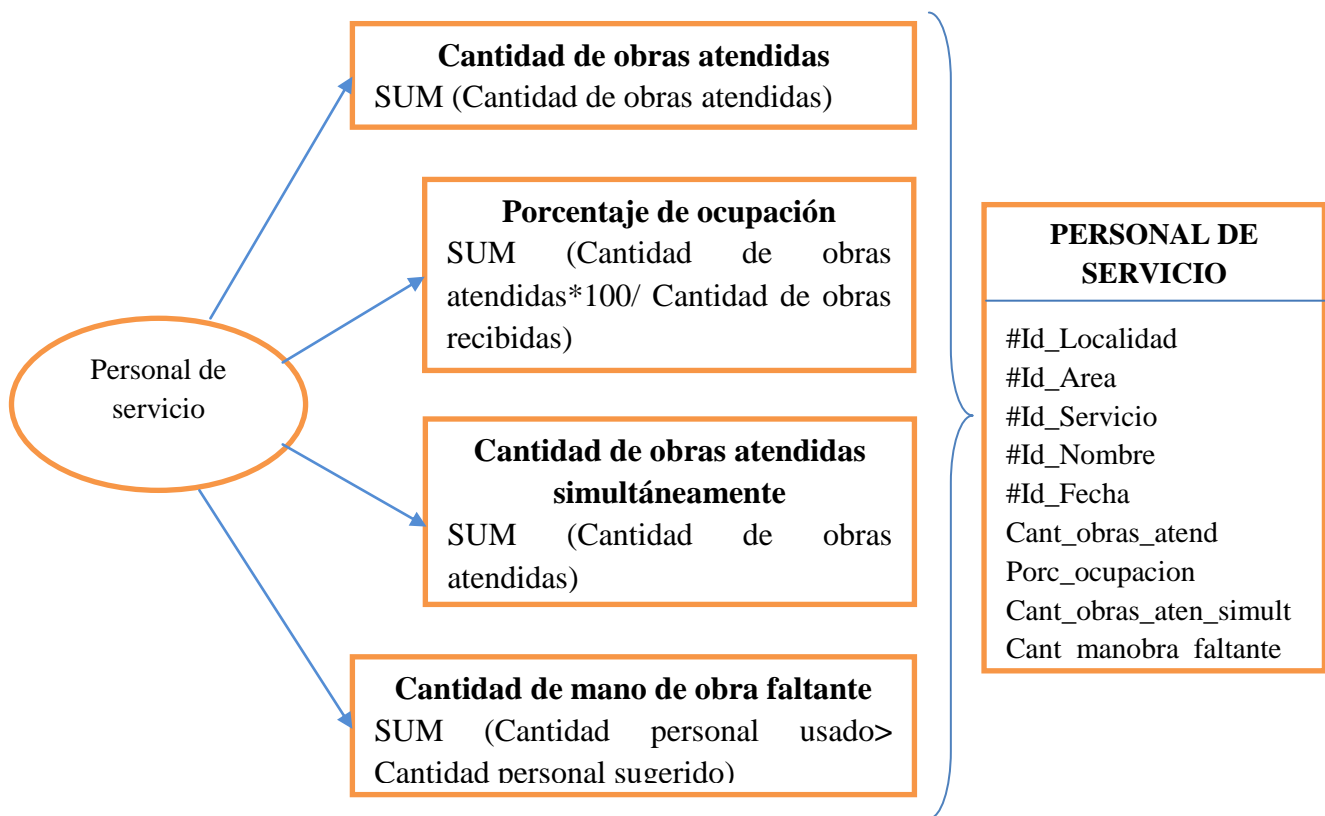 Personal de
servicio
Cantidad de obras atendidas
SUM (Cantidad de obras atendidas)
Porcentaje de ocupación
SUM (Cantidad de obras
atendidas*100/ Cantidad de obras
recibidas)
Cantidad de obras atendidas
simultáneamente
SUM (Cantidad de obras
atendidas)
Cantidad de mano de obra faltante
SUM (Cantidad personal usado>
Cantidad personal sugerido)
PERSONAL DE
SERVICIO
#Id_Localidad
#Id_Area
#Id_Servicio
#Id_Nombre
#Id_Fecha
Cant_obras_atend
Porc_ocupacion
Cant_obras_aten_simult
Cant_manobra_faltante